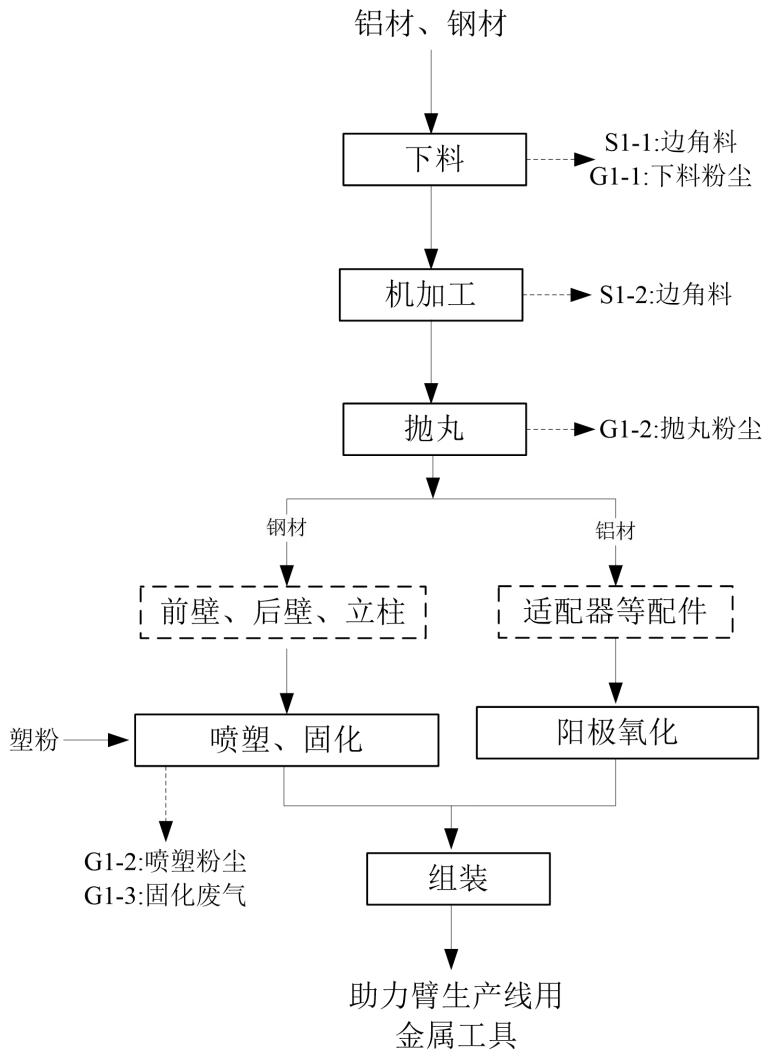 铝材、钢材
下料
S1-1:边角料
G1-1:下料粉尘
机加工
S1-2:边角料
抛丸
G1-2:抛丸粉尘
钢材
铝材
前壁、后壁、立柱
适配器等配件
塑粉
喷塑、固化
阳极氧化
G1-2:喷塑粉尘
G1-3:固化废气
组装
助力臂生产线用
金属工具